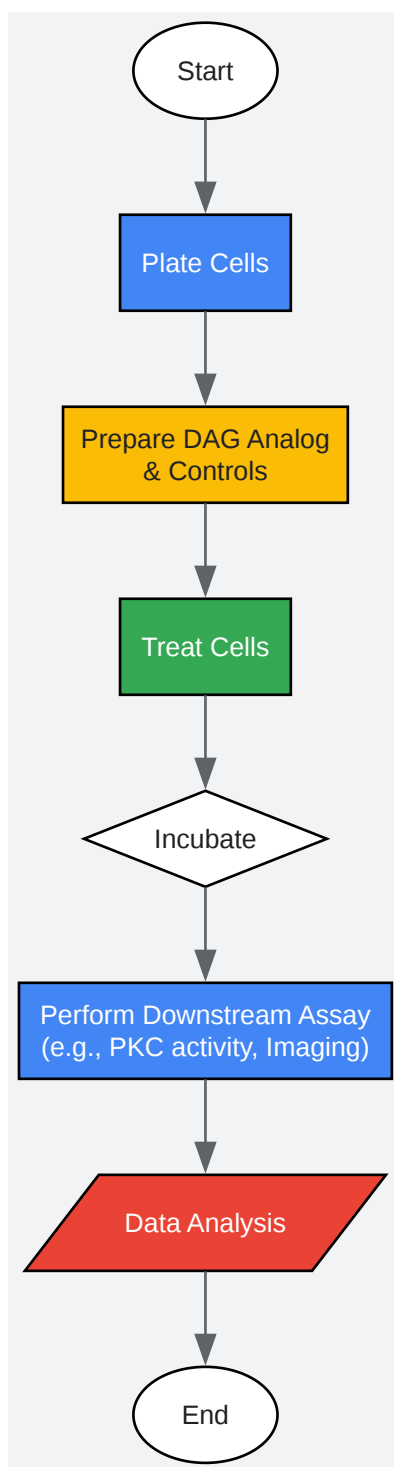 Start
Plate Cells
Prepare DAG Analog
& Controls
Treat Cells
Incubate
Perform Downstream Assay
(e.g., PKC activity, Imaging)
Data Analysis
End